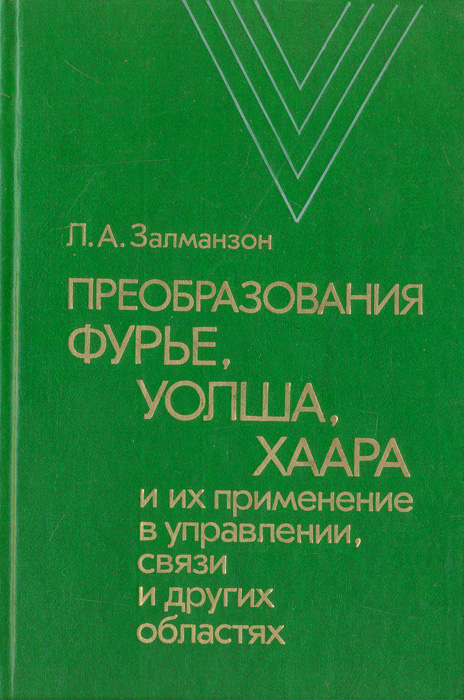 Л.А.Залманзон
ПРЕОБРАЗОВАНИЯ
ФУРЬЕ,
УОЛША,
ХААРА
и их применение
в управлении,
связи
и других
областях